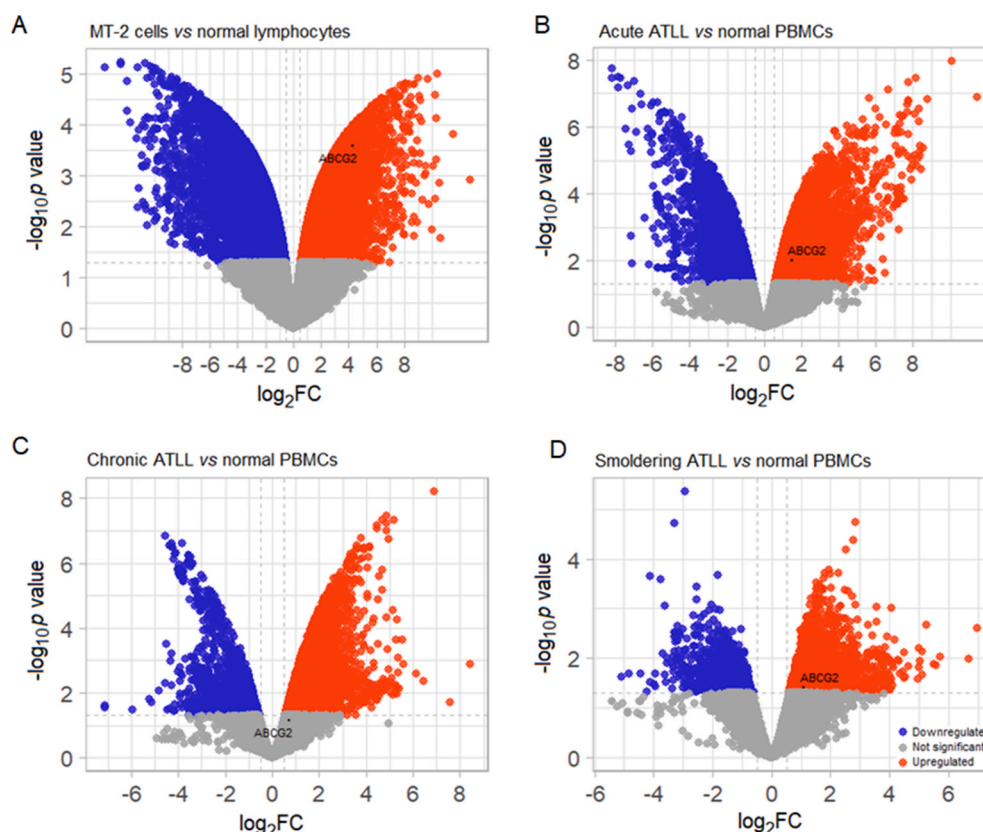 A
MT-2 cells vs normal lymphocytes
5
4
3
2
1
0
-log10p value
ABCG2
-8 -6 -4 -2 0 2 4 6 8
log2FC
B
Acute ATLL vs normal PBMCs
8
6
4
2
0
-log10p value
ABCG2
-8 -6 -4 -2 0 2 4 6 8
log2FC
C
Chronic ATLL vs normal PBMCs
8
6
4
2
0
-log10p value
ABCG2
-6 -4 -2 0 2 4 6 8
log2FC
D
Smoldering ATLL vs normal PBMCs
4
2
0
-log10p value
ABCG2
Downregulate
Not significant
Upregulated
-6 -4 -2 0 2 4 6
log2FC